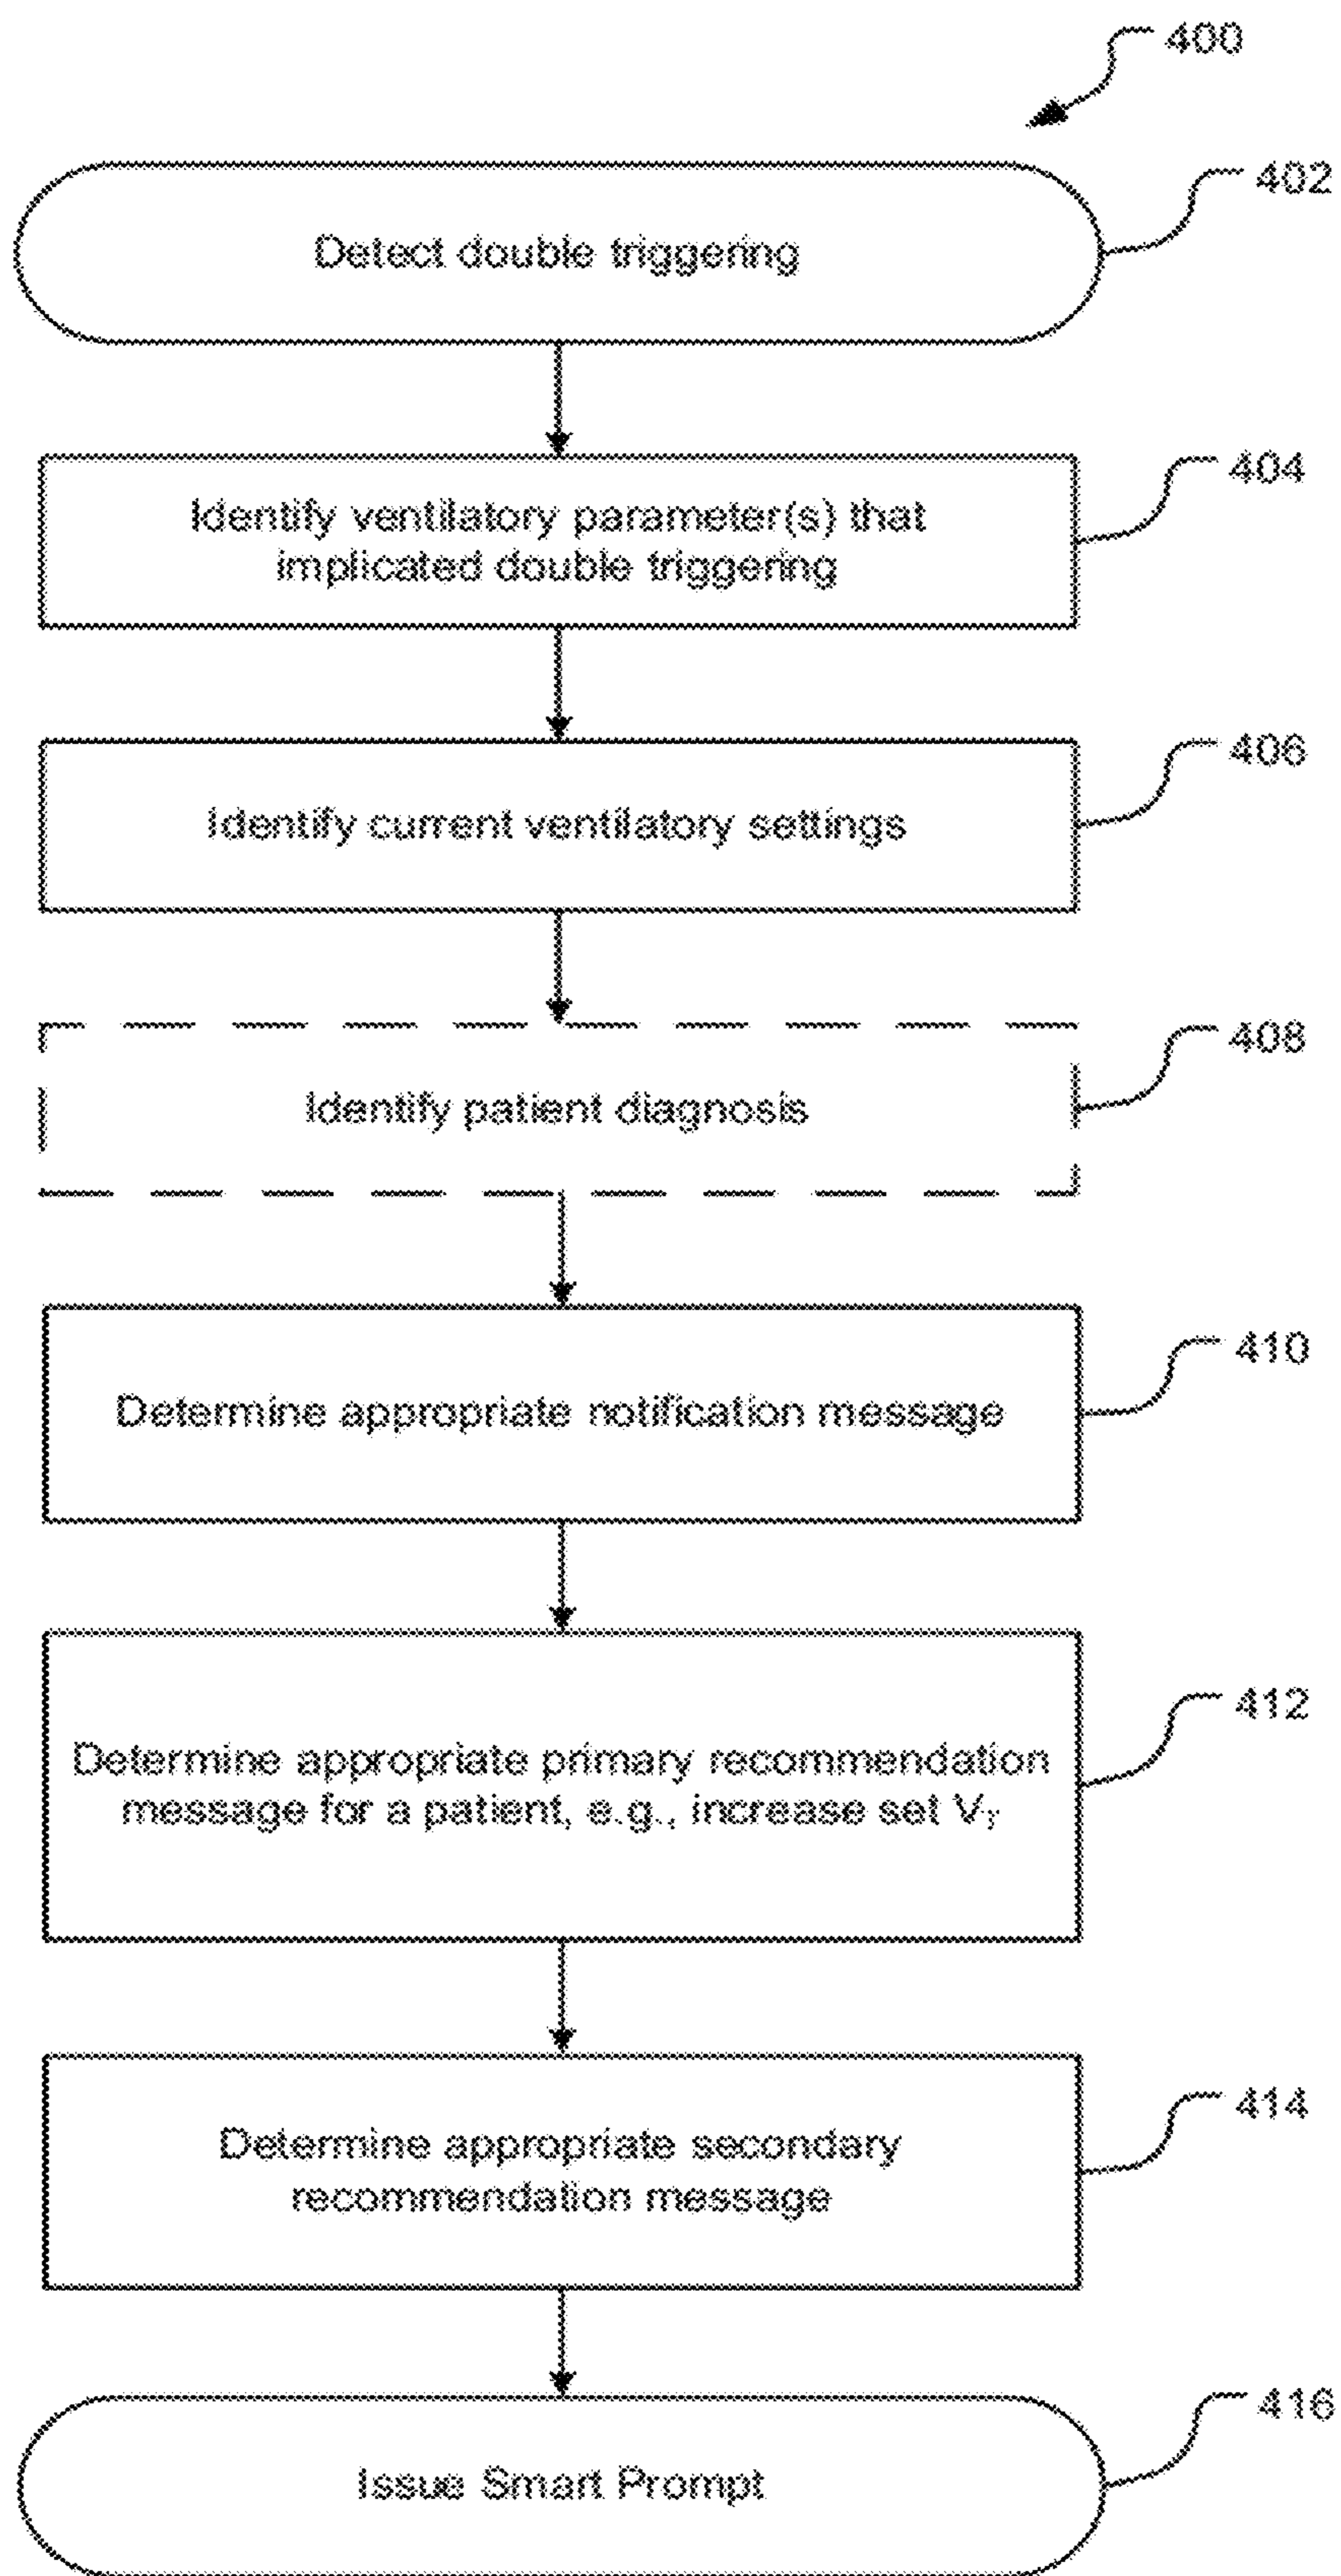 400
402
Detect double triggering
404
Identify ventilatory parameter(s) that
implicated double triggering
406
Identify current ventilatory settings
408
Identify patient diagnosis
410
Determine appropriate notification message
412
Determine appropriate primary recommendation
message for a patient, e.g., increase set VT
414
Determine appropriate secondary
recommendation message
416
Issue Smart Prompt